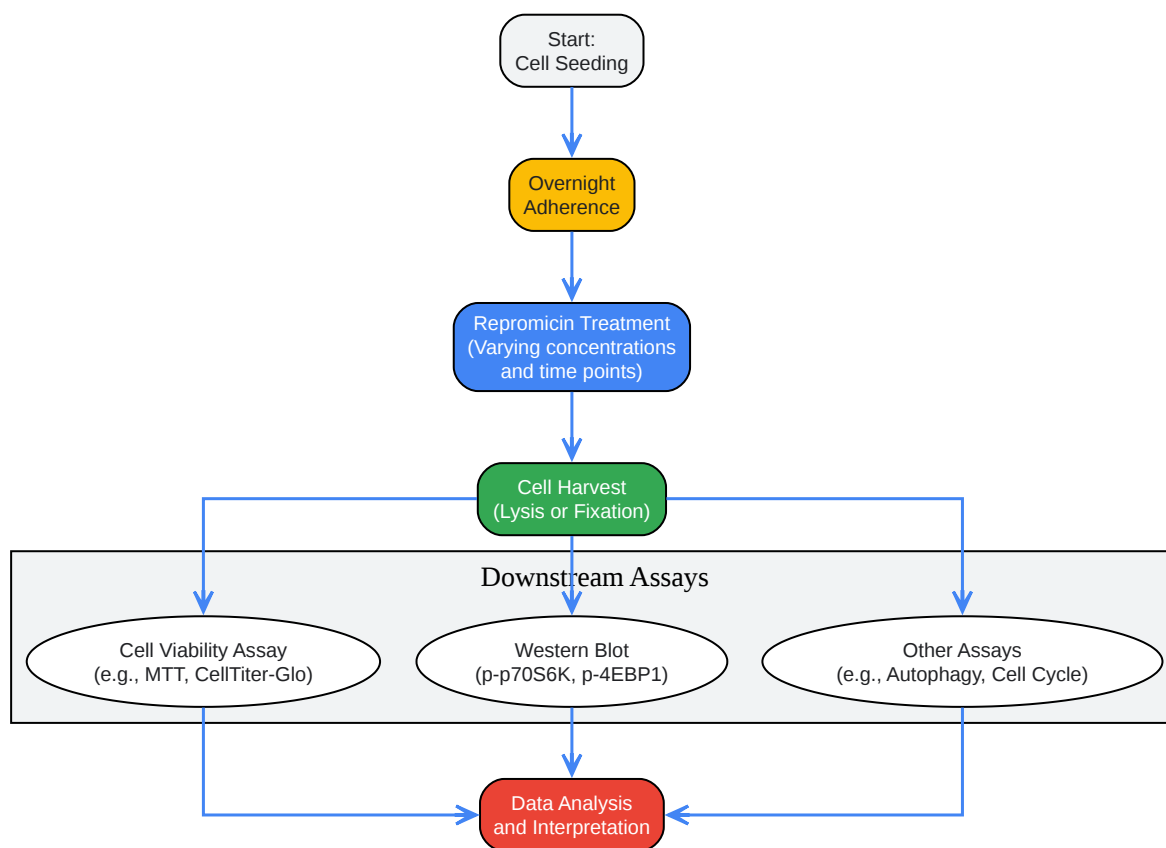 Start:
Cell Seeding
Overnight
Adherence
Repromicin Treatment
(Varying concentrations
and time points)
Cell Harvest
(Lysis or Fixation)
Downstream Assays
Cell Viability Assay
(e.g., MTT, CellTiter-Glo)
Western Blot
(p-p70S6K, p-4EBP1)
Other Assays
(e.g., Autophagy, Cell Cycle)
Data Analysis
and Interpretation